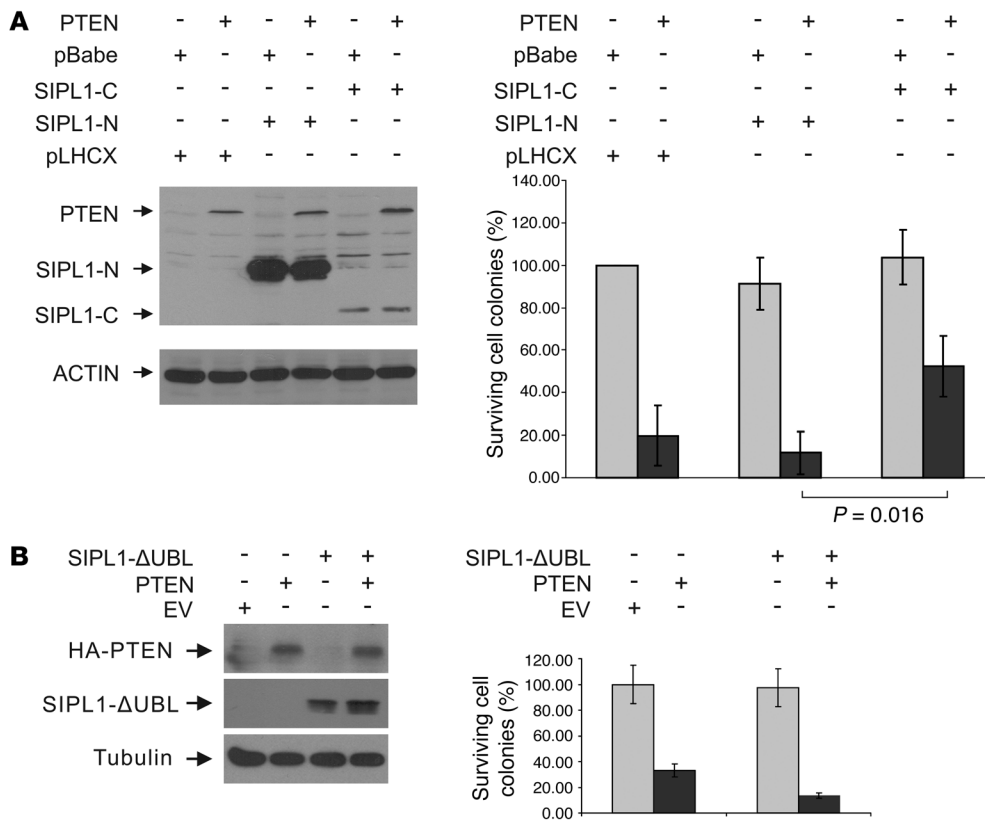 A
PTEN - + - + - +
pBabe + - + - + -
SIPL1-C - - - - + +
SIPL1-N - - + + - -
pLHCX + + - - - -
PTEN
SIPL1-N
SIPL1-C
ACTIN
PTEN - + - + - +
pBabe + - + - + -
SIPL1-C - - - - + +
SIPL1-N - - + + - -
pLHCX + + - - - -
Surviving cell colonies (%)
140.00
120.00
100.00
80.00
60.00
40.00
20.00
0.00
P = 0.016
B
SIPL1-ΔUBL - - + +
PTEN - + - +
EV + - - -
HA-PTEN
SIPL1-ΔUBL
Tubulin
SIPL1-ΔUBL - - + +
PTEN - + - +
EV + - - -
Surviving cell
colonies (%)
120.00
100.00
80.00
60.00
40.00
20.00
0.00